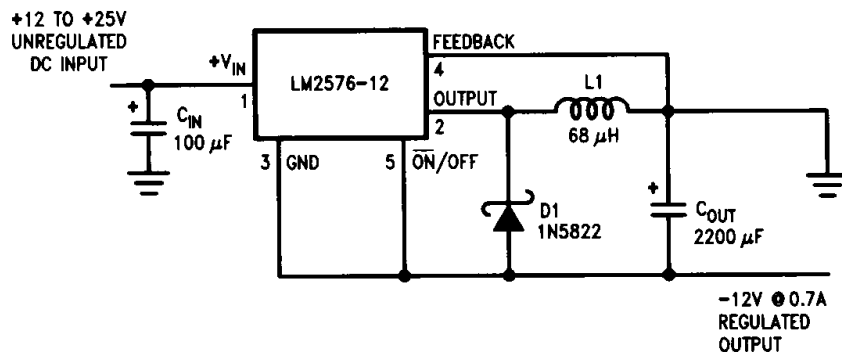 +12 TO +25V
UNREGULATED
DC INPUT
+V_IN
1
+
C_IN
100 μF
LM2576-12
FEEDBACK
4
OUTPUT
2
3 GND
5 O̅N̅/OFF
L1
68 μH
D1
1N5822
+
C_OUT
2200 μF
−12V @ 0.7A
REGULATED
OUTPUT